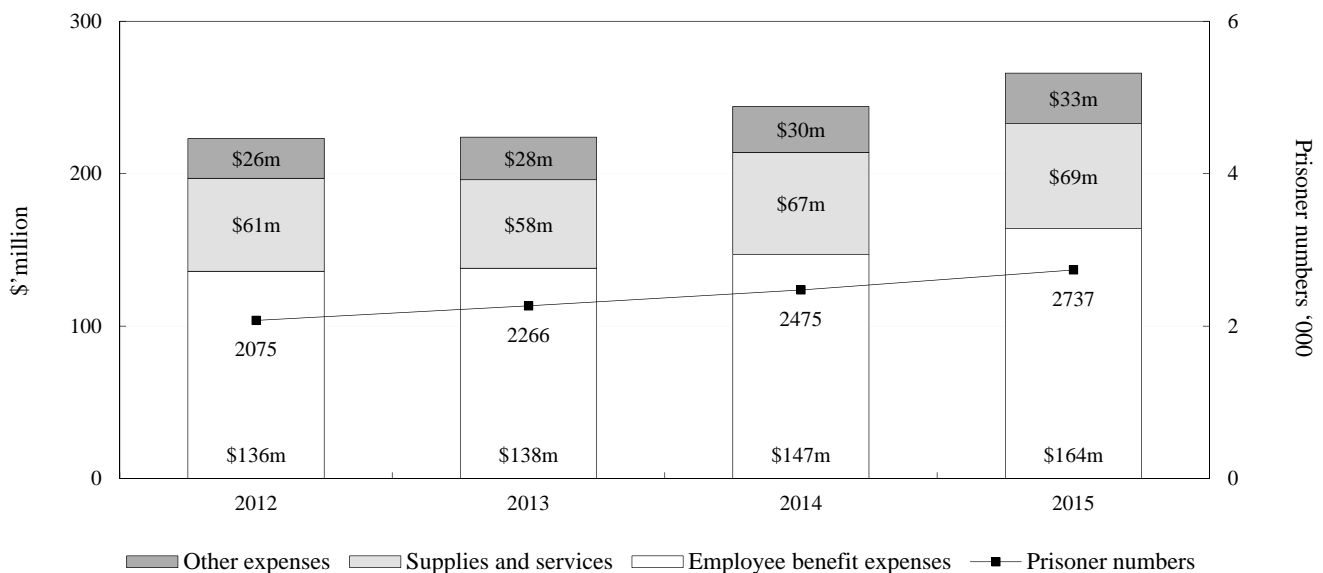 300
6
$33m
$30m
$26m
$28m
200
4
$69m
$67m
$61m
$58m
$'million
Prisoner numbers '000
2737
2475
2266
2075
100
2
$136m
$138m
$147m
$164m
0
0
2012
2013
2014
2015
Other expenses
Supplies and services
Employee benefit expenses
Prisoner numbers